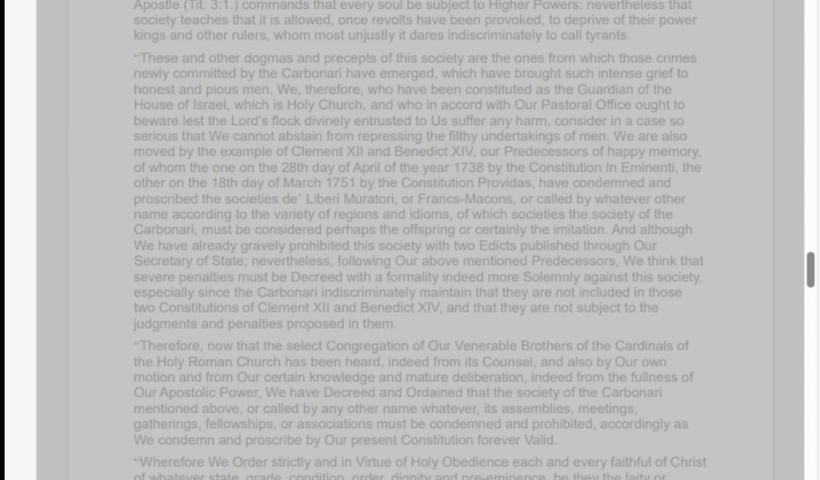 Apostle (Tit. 3:1.) commands that every soul be subject to Higher Powers: nevertheless that
society teaches that it is allowed, once revolts have been provoked, to deprive of their power
kings and other rulers, whom most unjustly it dares indiscriminately to call tyrants.
“These and other dogmas and precepts of this society are the ones from which those crimes
newly committed by the Carbonari have emerged, which have brought such intense grief to
honest and pious men. We, therefore, who have been constituted as the Guardian of the
House of Israel, which is Holy Church, and who in accord with Our Pastoral Office ought to
beware lest the Lord's flock divinely entrusted to Us suffer any harm, consider in a case so
serious that We cannot abstain from repressing the filthy undertakings of men. We are also
moved by the example of Clement XII and Benedict XIV, our Predecessors of happy memory,
of whom the one on the 28th day of April of the year 1738 by the Constitution In Eminenti, the
other on the 18th day of March 1751 by the Constitution Providas, have condemned and
proscribed the societies de` Liberi Muratori, or Francs-Macons, or called by whatever other
name according to the variety of regions and idioms, of which societies the society of the
Carbonari, must be considered perhaps the offspring or certainly the imitation. And although
We have already gravely prohibited this society with two Edicts published through Our
Secretary of State; nevertheless, following Our above mentioned Predecessors, We think that
severe penalties must be Decreed with a formality indeed more Solemnly against this society,
especially since the Carbonari indiscriminately maintain that they are not included in those
two Constitutions of Clement XII and Benedict XIV, and that they are not subject to the
judgments and penalties proposed in them.
“Therefore, now that the select Congregation of Our Venerable Brothers of the Cardinals of
the Holy Roman Church has been heard, indeed from its Counsel, and also by Our own
motion and from Our certain knowledge and mature deliberation, indeed from the fullness of
Our Apostolic Power, We have Decreed and Ordained that the society of the Carbonari
mentioned above, or called by any other name whatever, its assemblies, meetings,
gatherings, fellowships, or associations must be condemned and prohibited, accordingly as
We condemn and proscribe by Our present Constitution forever Valid.
“Wherefore We Order strictly and in Virtue of Holy Obedience each and every faithful of Christ
of whatever state, grade, condition, order, dignity and pre-eminence, be they the laity or